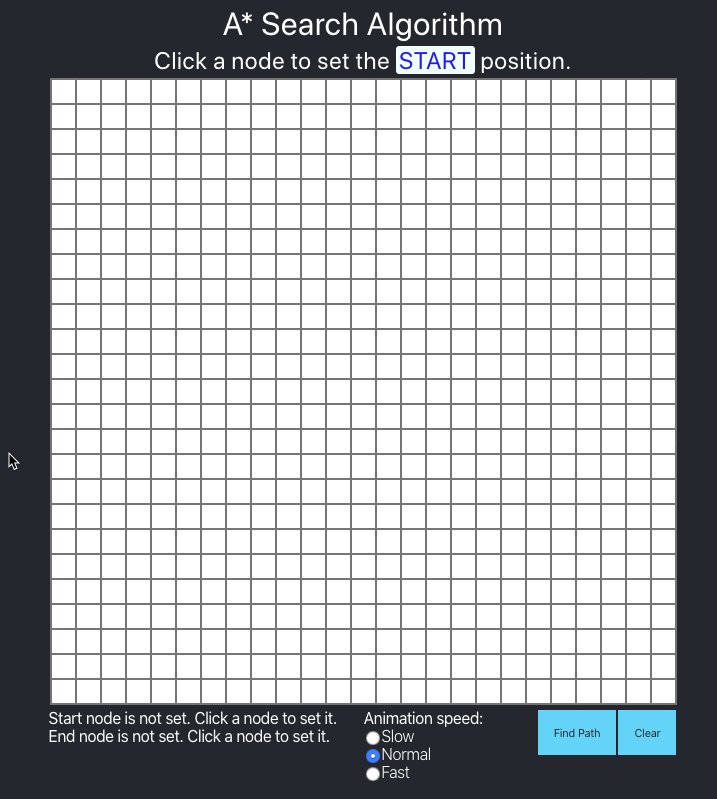 A* Search Algorithm
Click a node to set the START position.
Start node is not set. Click a node to set it.
End node is not set. Click a node to set it.
Animation speed:
Slow
Normal
Fast
Find Path
Clear